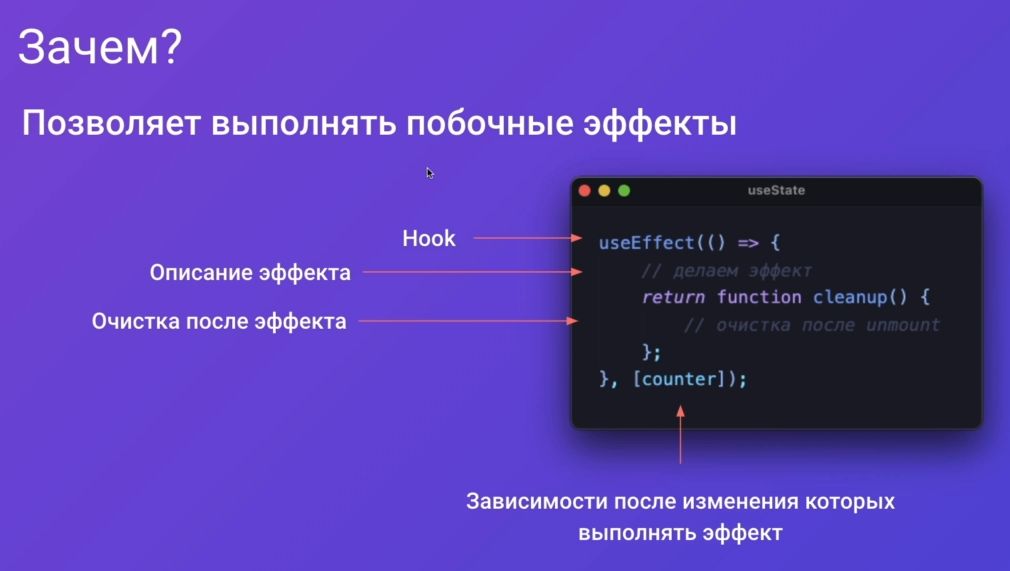 Зачем?
Позволяет выполнять побочные эффекты
useState
Hook
useEffect(() => {
Описание эффекта
// делаем эффект
return function cleanup() {
Очистка после эффекта
// очистка после unmount
};
}, [counter]);
Зависимости после изменения которых
выполнять эффект